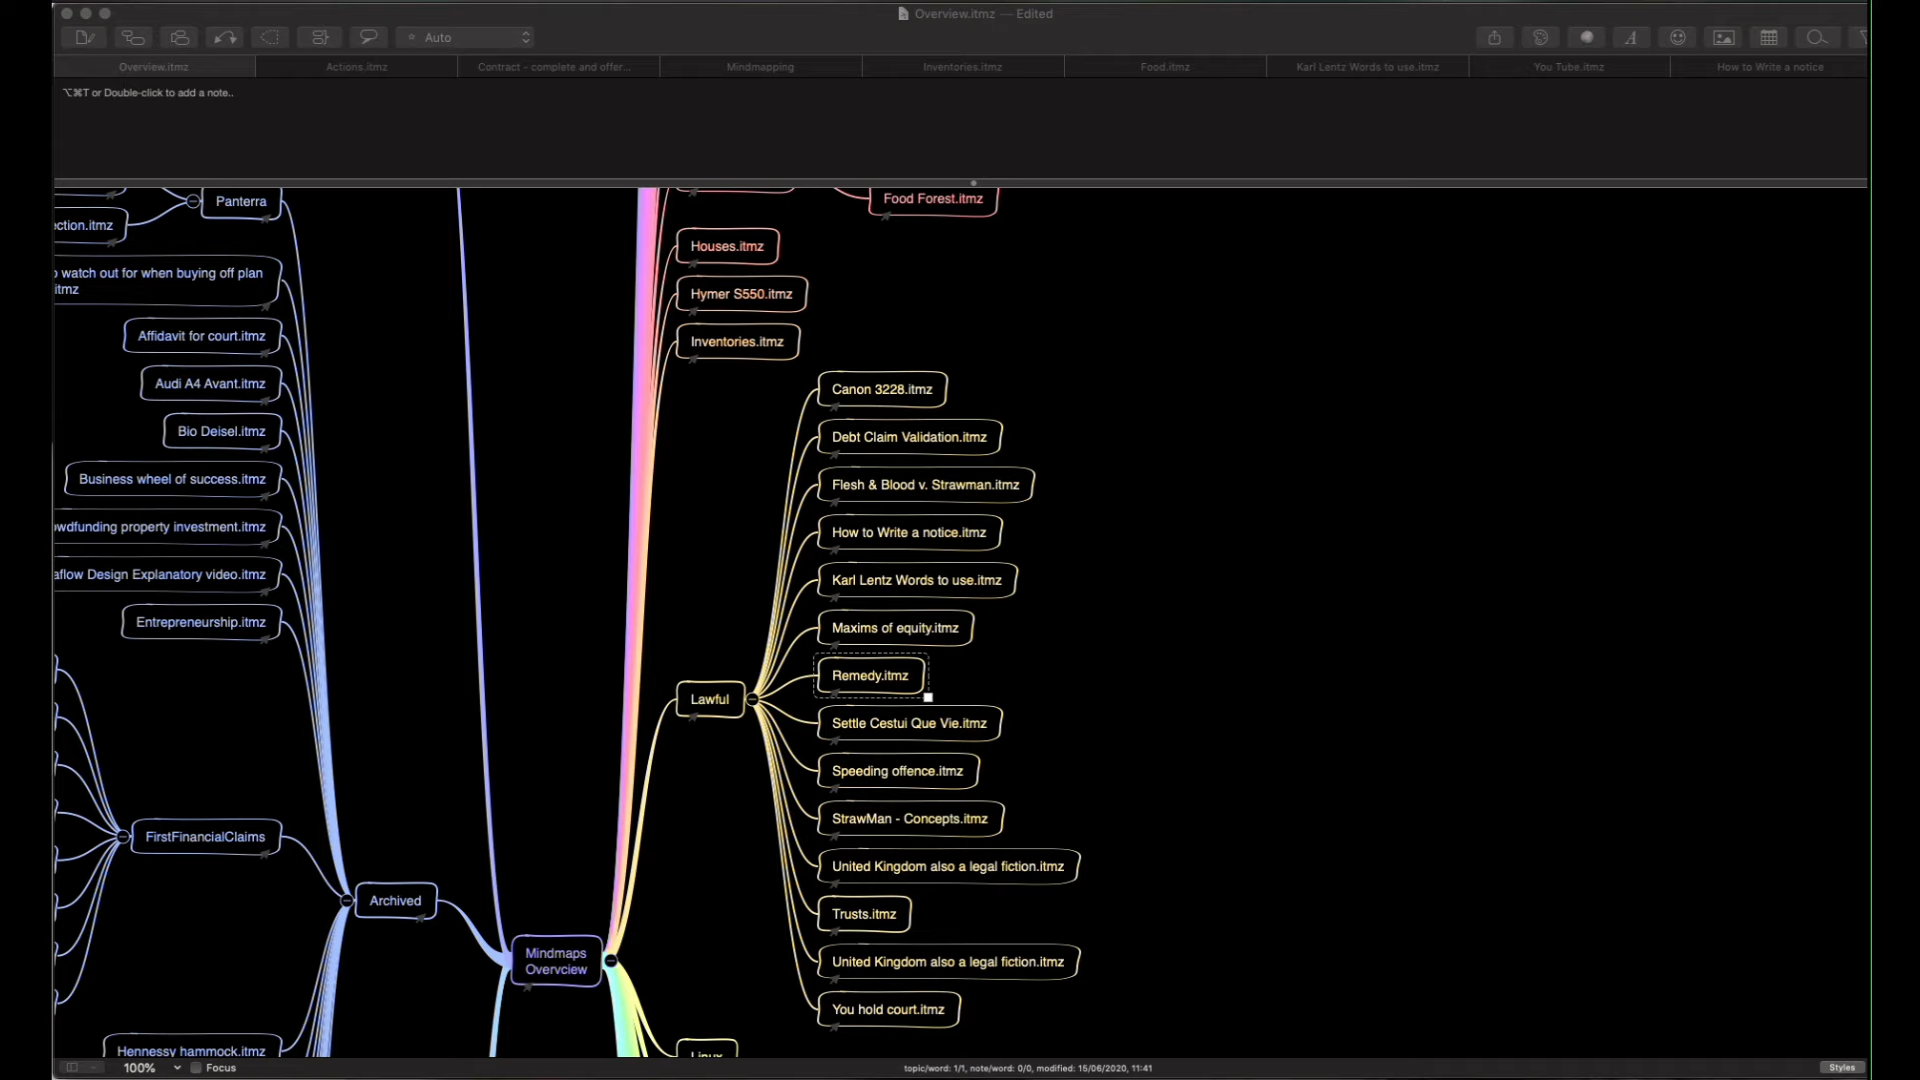 Overview.itmz — Edited
Auto
Overview.itmz
Actions.itmz
Contract - complete and offer...
Mindmapping
Inventories.itmz
Food.itmz
Karl Lentz Words to use.itmz
You Tube.itmz
How to Write a notice
⌥⌘T or Double-click to add a note..
Panterra
ection.itmz
watch out for when buying off plan
itmz
Affidavit for court.itmz
Audi A4 Avant.itmz
Bio Deisel.itmz
Business wheel of success.itmz
owdfunding property investment.itmz
aflow Design Explanatory video.itmz
Entrepreneurship.itmz
FirstFinancialClaims
Archived
Hennessy hammock.itmz
Mindmaps
Overvciew
Food Forest.itmz
Houses.itmz
Hymer S550.itmz
Inventories.itmz
Lawful
Canon 3228.itmz
Debt Claim Validation.itmz
Flesh & Blood v. Strawman.itmz
How to Write a notice.itmz
Karl Lentz Words to use.itmz
Maxims of equity.itmz
Remedy.itmz
Settle Cestui Que Vie.itmz
Speeding offence.itmz
StrawMan - Concepts.itmz
United Kingdom also a legal fiction.itmz
Trusts.itmz
United Kingdom also a legal fiction.itmz
You hold court.itmz
Linux
100%
Focus
topic/word: 1/1, note/word: 0/0, modified: 15/06/2020, 11:41
Styles